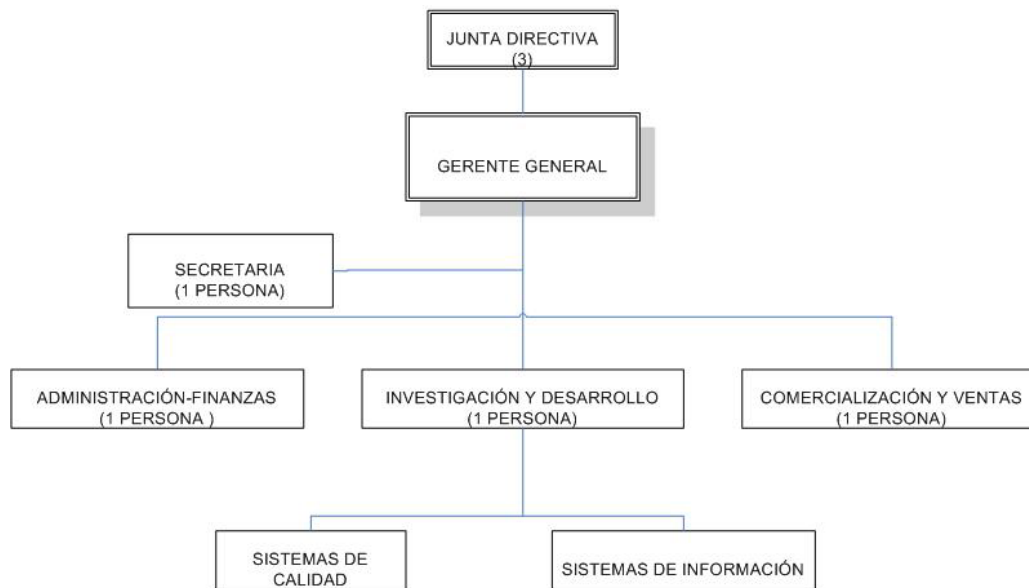 JUNTA DIRECTIVA
(3)
GERENTE GENERAL
SECRETARIA
(1 PERSONA)
ADMINISTRACIÓN-FINANZAS
(1 PERSONA )
INVESTIGACIÓN Y DESARROLLO
(1 PERSONA)
COMERCIALIZACIÓN Y VENTAS
(1 PERSONA)
SISTEMAS DE
CALIDAD
SISTEMAS DE INFORMACIÓN